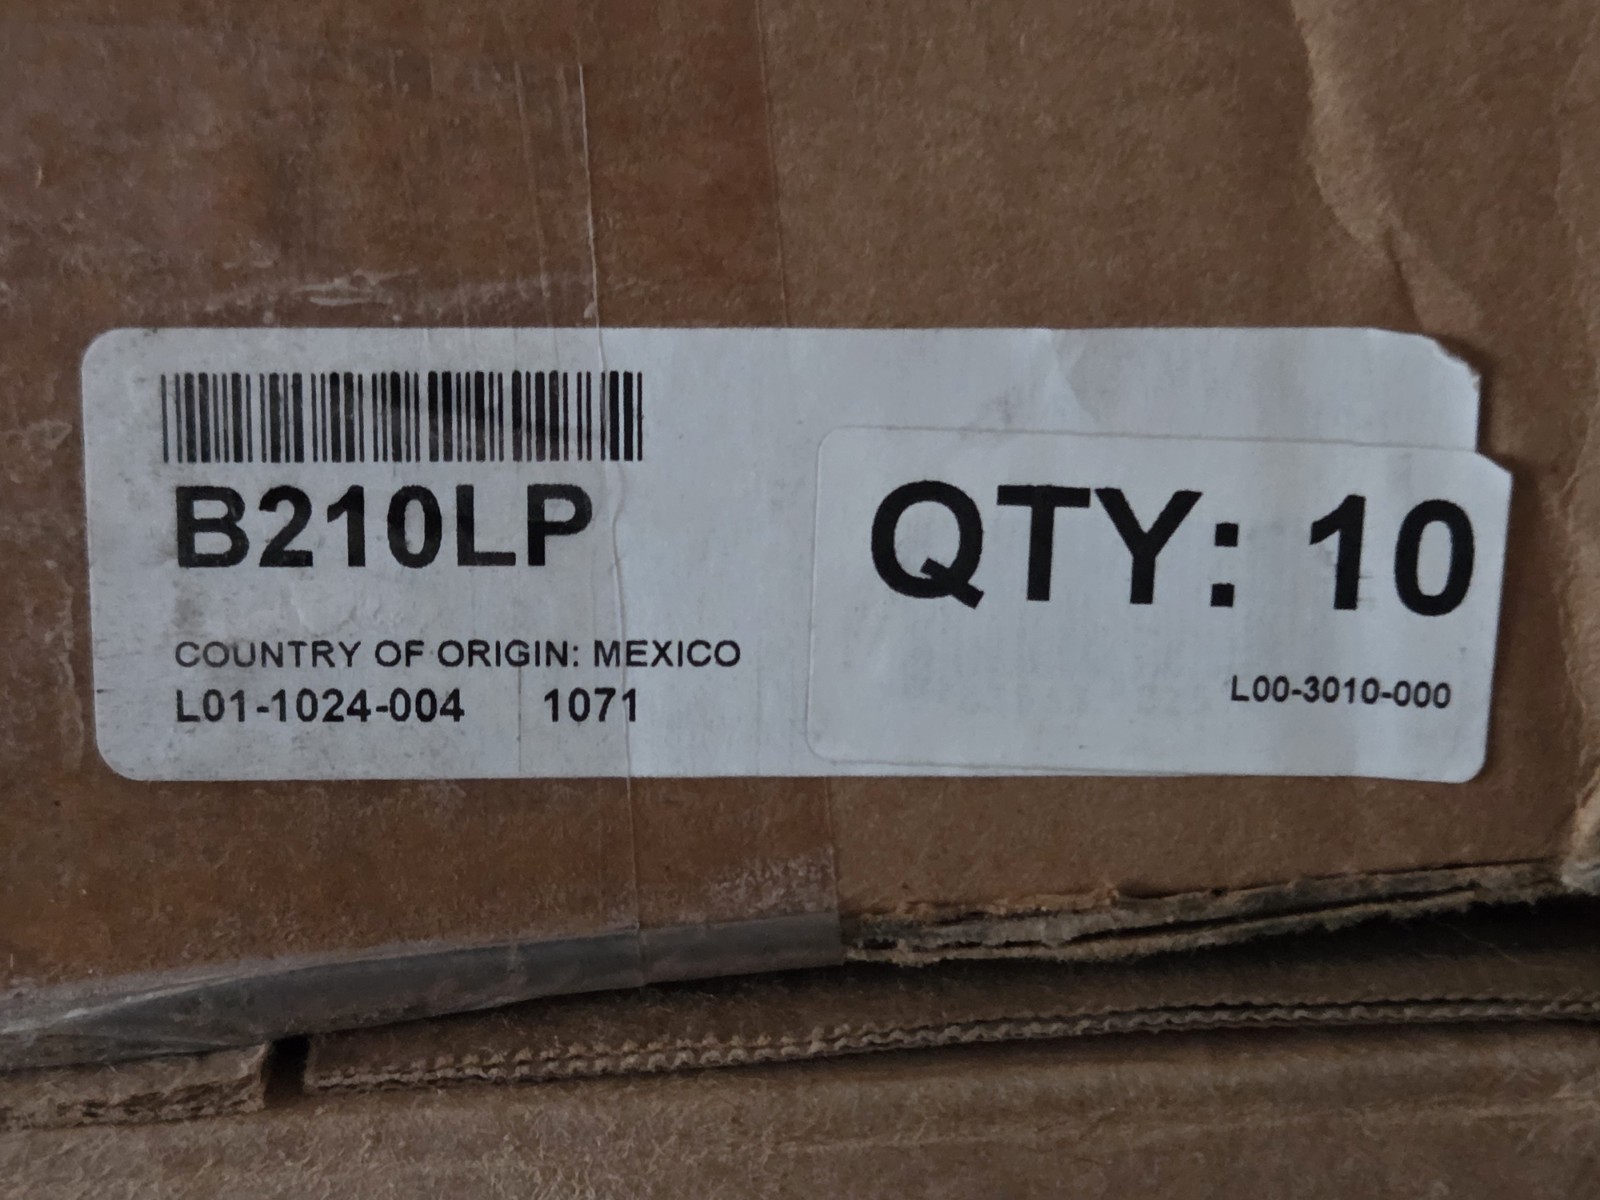 B210LP
COUNTRY OF ORIGIN: MEXICO
L01-1024-004 1071
QTY: 10
L00-3010-000